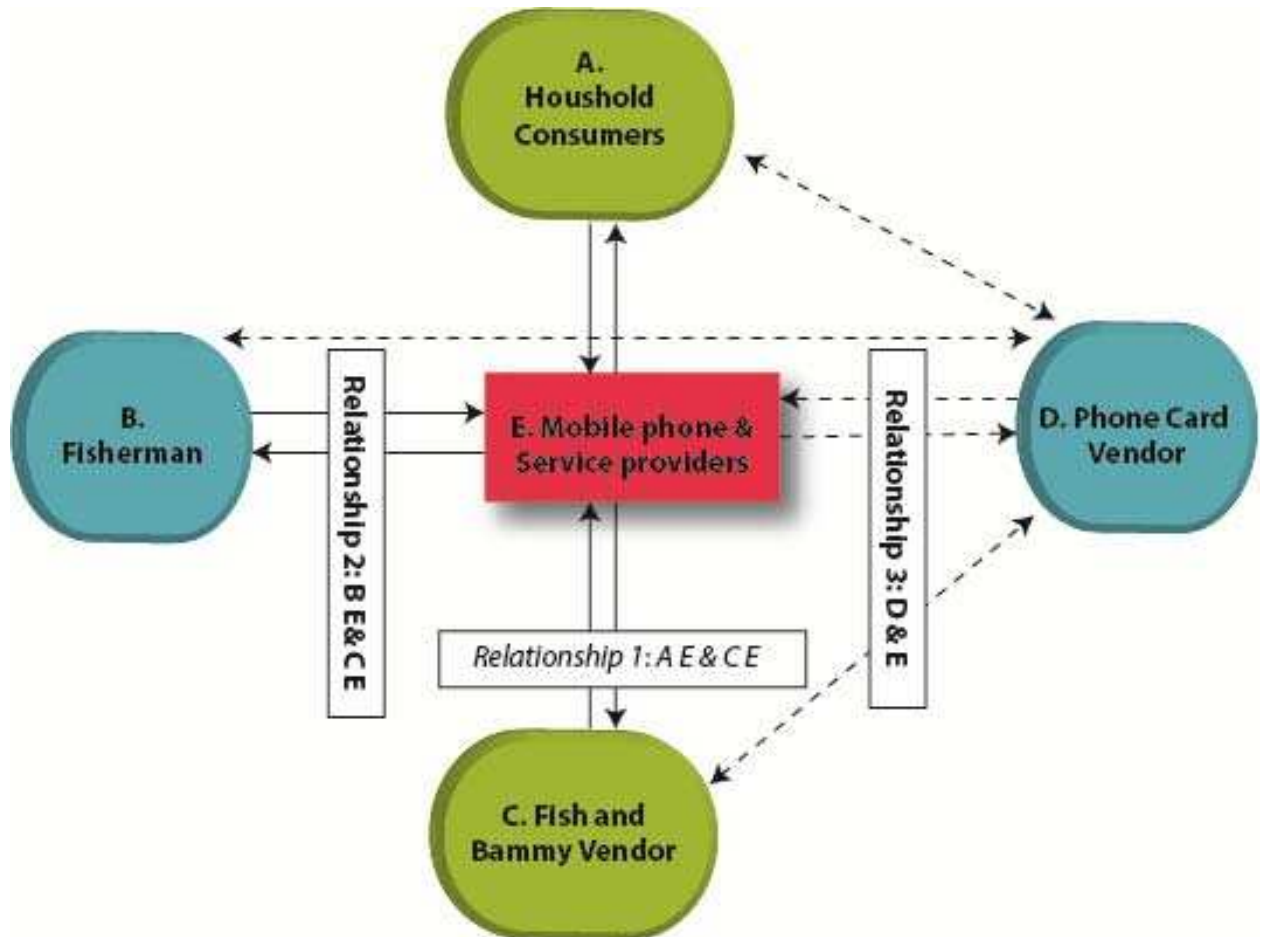 A.
Houshold
Consumers
B.
Fisherman
Relationship 2: B E & C E
E. Mobile phone &
Service providers
Relationship 3: D & E
D. Phone Card
Vendor
Relationship 1: A E & C E
C. Fish and
Bammy Vendor